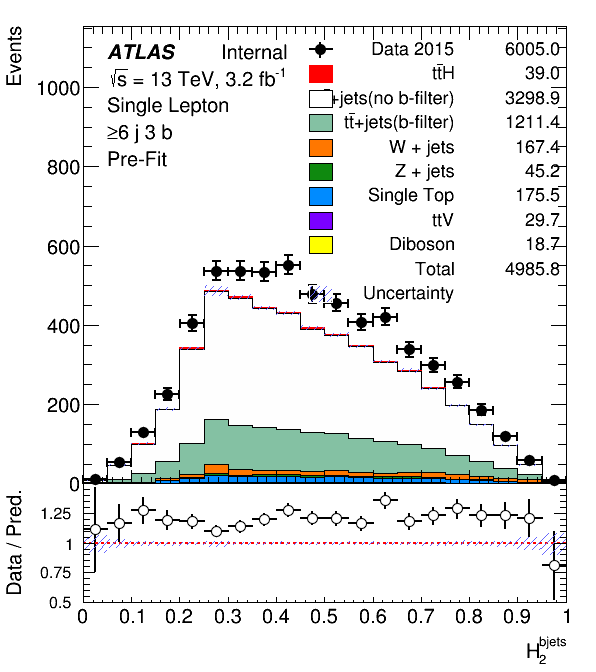 Events
ATLAS Internal
√s = 13 TeV, 3.2 fb⁻¹
Single Lepton
≥6 j 3 b
Pre-Fit
Data 2015 6005.0
tt̄H 39.0
+jets(no b-filter) 3298.9
tt̄+jets(b-filter) 1211.4
W + jets 167.4
Z + jets 45.2
Single Top 175.5
ttV 29.7
Diboson 18.7
Total 4985.8
Uncertainty
1000
800
600
400
200
0
Data / Pred.
1.25
1
0.75
0.5
0 0.1 0.2 0.3 0.4 0.5 0.6 0.7 0.8 0.9 1
H₂ᵇʲᵉᵗˢ